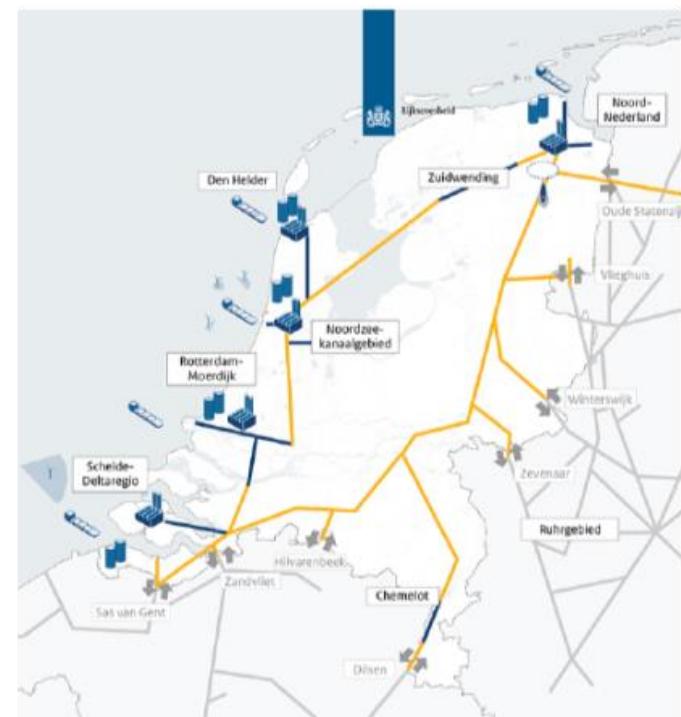 Rijksoverheid
Noord-
Nederland
Den Helder
Zuidwending
Oude Statenzijl
Vlieghuis
Noordzee-
kanaalgebied
Rotterdam-
Moerdijk
Winterswijk
Zevenaar
Schelde-
Deltaregio
Ruhrgebied
Hilvarenbeek
Zandvliet
Chemelot
Sas van Gent
Dilsen